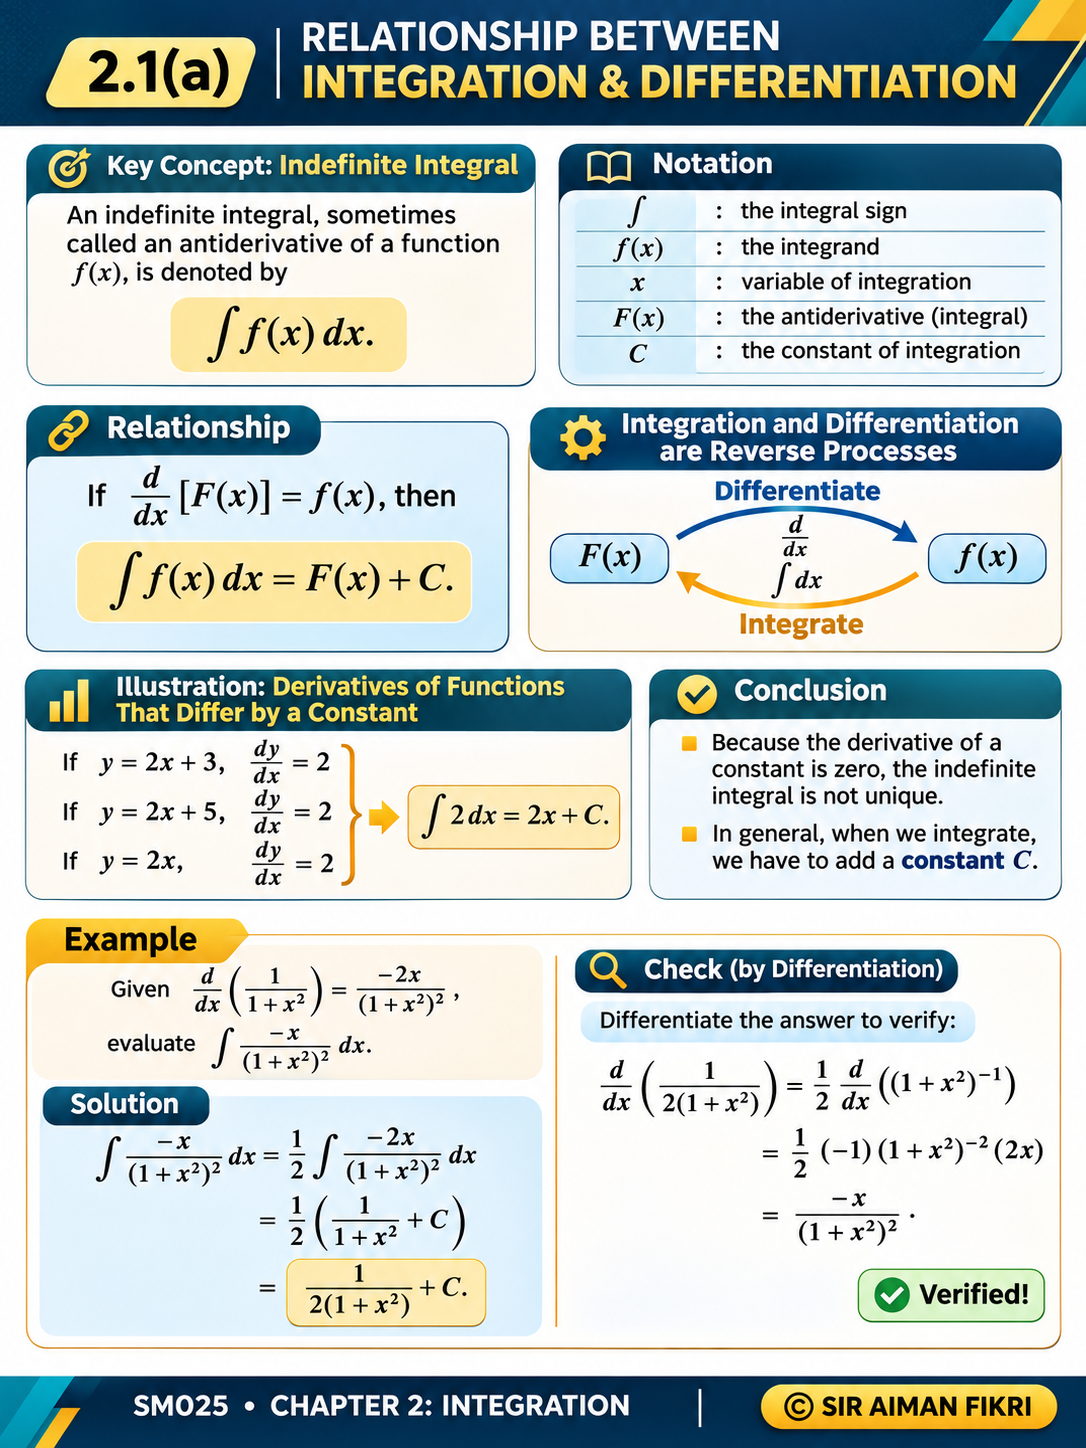 2.1(a)
RELATIONSHIP BETWEEN
INTEGRATION & DIFFERENTIATION
Key Concept: Indefinite Integral
An indefinite integral, sometimes
called an antiderivative of a function
f(x), is denoted by
∫ f(x) dx.
Notation
∫ : the integral sign
f(x) : the integrand
x : variable of integration
F(x) : the antiderivative (integral)
C : the constant of integration
Relationship
If d/dx [F(x)] = f(x), then
∫ f(x) dx = F(x) + C.
Integration and Differentiation
are Reverse Processes
Differentiate
d/dx
F(x) f(x)
∫ dx
Integrate
Illustration: Derivatives of Functions
That Differ by a Constant
If y = 2x + 3, dy/dx = 2
If y = 2x + 5, dy/dx = 2
If y = 2x, dy/dx = 2
∫ 2 dx = 2x + C.
Conclusion
Because the derivative of a
constant is zero, the indefinite
integral is not unique.
In general, when we integrate,
we have to add a constant C.
Example
Given d/dx (1/(1 + x²)) = -2x/(1 + x²)² ,
evaluate ∫ -x/(1 + x²)² dx.
Solution
∫ -x/(1 + x²)² dx = 1/2 ∫ -2x/(1 + x²)² dx
= 1/2 (1/(1 + x²) + C)
= 1/(2(1 + x²)) + C.
Check (by Differentiation)
Differentiate the answer to verify:
d/dx (1/(2(1 + x²))) = 1/2 d/dx ((1 + x²)⁻¹)
= 1/2 (-1) (1 + x²)⁻² (2x)
= -x/(1 + x²)² .
Verified!
SM025 • CHAPTER 2: INTEGRATION
© SIR AIMAN FIKRI